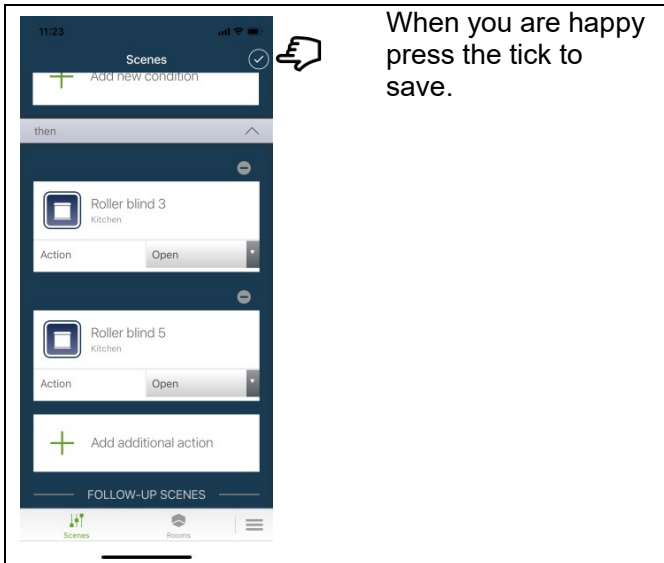 11:23
Scenes
Add new condition
then
Roller blind 3
Kitchen
Action Open
Roller blind 5
Kitchen
Action Open
Add additional action
FOLLOW-UP SCENES
Scenes Rooms
When you are happy
press the tick to
save.